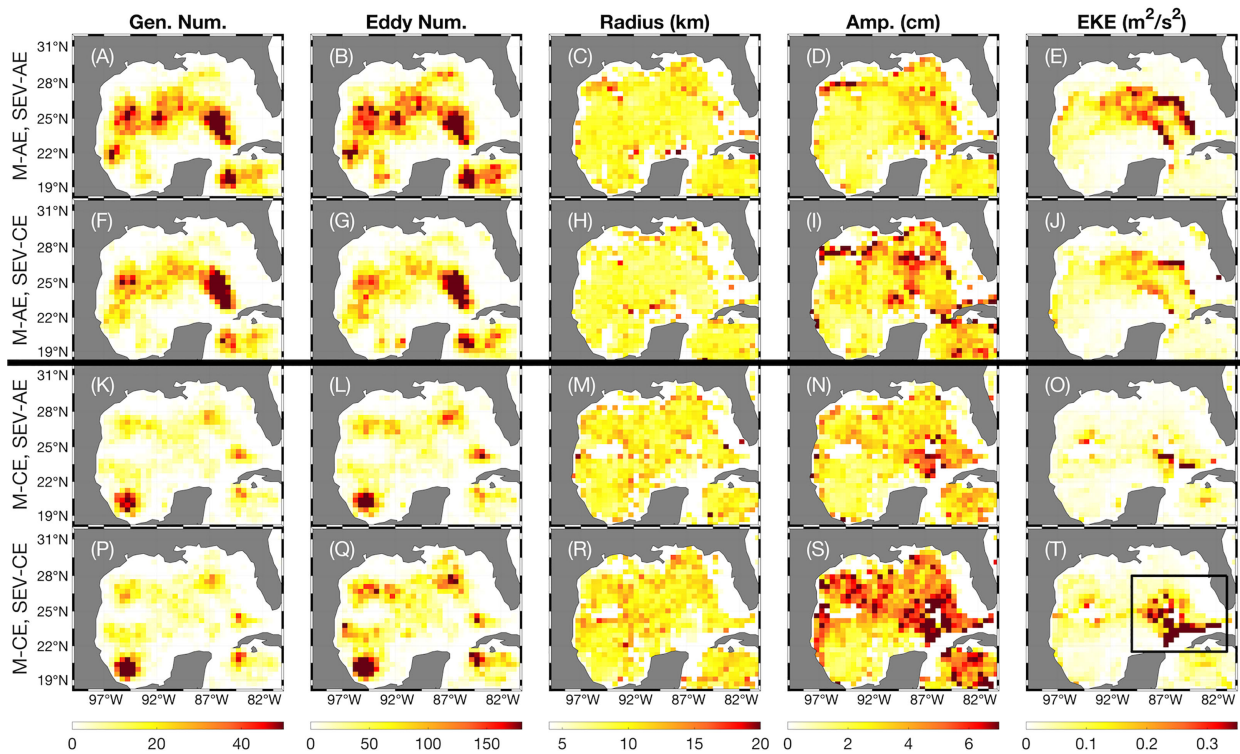 Gen. Num. Eddy Num. Radius (km) Amp. (cm) EKE (m²/s²)
M-AE, SEV-AE
31°N (A) (B) (C) (D) (E)
28°N
25°N
22°N
19°N
M-AE, SEV-CE
31°N (F) (G) (H) (I) (J)
28°N
25°N
22°N
19°N
M-CE, SEV-AE
31°N (K) (L) (M) (N) (O)
28°N
25°N
22°N
19°N
M-CE, SEV-CE
31°N (P) (Q) (R) (S) (T)
28°N
25°N
22°N
19°N
97°W 92°W 87°W 82°W 97°W 92°W 87°W 82°W 97°W 92°W 87°W 82°W 97°W 92°W 87°W 82°W 97°W 92°W 87°W 82°W
0 20 40 0 50 100 150 5 10 15 20 0 2 4 6 0 0.1 0.2 0.3